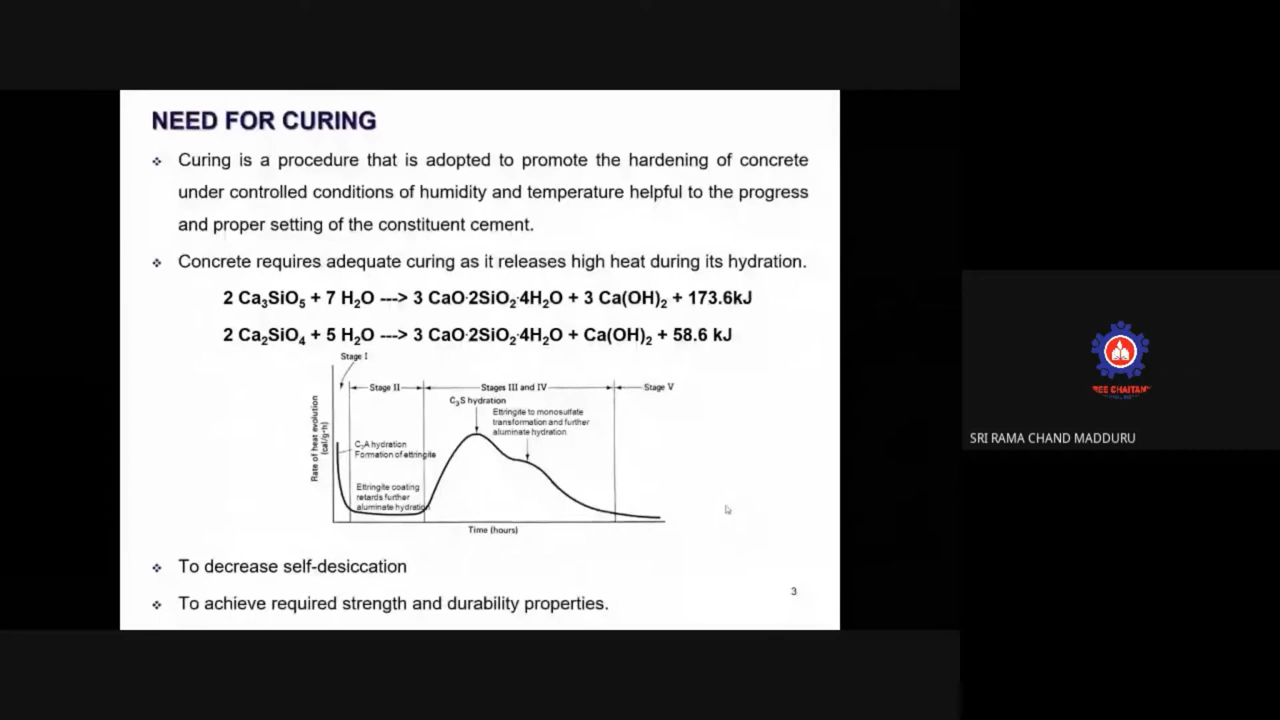 NEED FOR CURING
❖ Curing is a procedure that is adopted to promote the hardening of concrete
under controlled conditions of humidity and temperature helpful to the progress
and proper setting of the constituent cement.
❖ Concrete requires adequate curing as it releases high heat during its hydration.
2 Ca₃SiO₅ + 7 H₂O ---> 3 CaO·2SiO₂·4H₂O + 3 Ca(OH)₂ + 173.6kJ
2 Ca₂SiO₄ + 5 H₂O ---> 3 CaO·2SiO₂·4H₂O + Ca(OH)₂ + 58.6 kJ
Stage I
Stage II
Stages III and IV
Stage V
C₃S hydration
Ettringite to monosulfate
transformation and further
aluminate hydration
Rate of heat evolution
(cal/g·h)
C₃A hydration
Formation of ettringite
Ettringite coating
retards further
aluminate hydration
Time (hours)
❖ To decrease self-desiccation
❖ To achieve required strength and durability properties.
3
SRI RAMA CHAND MADDURU